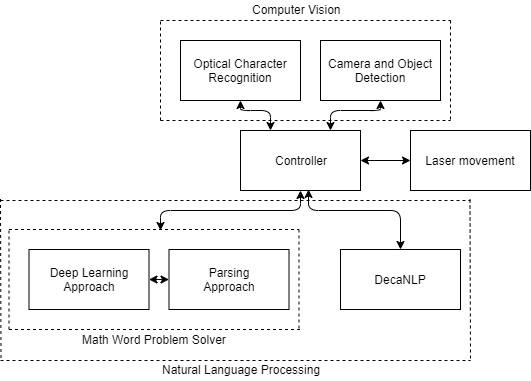 Computer Vision
Optical Character
Recognition
Camera and Object
Detection
Controller
Laser movement
Deep Learning
Approach
Parsing
Approach
DecaNLP
Math Word Problem Solver
Natural Language Processing